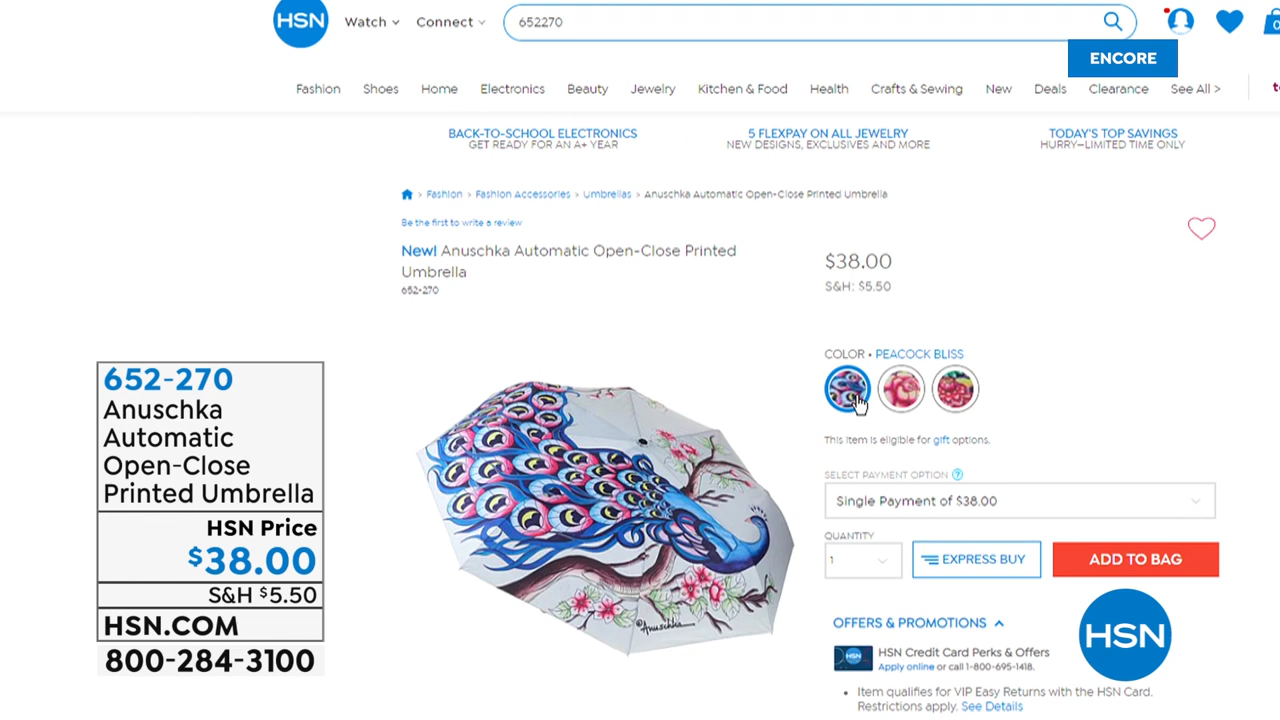 HSN
Watch
Connect
652270
0
ENCORE
Fashion
Shoes
Home
Electronics
Beauty
Jewelry
Kitchen & Food
Health
Crafts & Sewing
New
Deals
Clearance
See All >
BACK-TO-SCHOOL ELECTRONICS
GET READY FOR AN A+ YEAR
5 FLEXPAY ON ALL JEWELRY
NEW DESIGNS, EXCLUSIVES AND MORE
TODAY'S TOP SAVINGS
HURRY—LIMITED TIME ONLY
> Fashion > Fashion Accessories > Umbrellas > Anuschka Automatic Open-Close Printed Umbrella
Be the first to write a review
New! Anuschka Automatic Open-Close Printed
Umbrella
652-270
$38.00
S&H: $5.50
COLOR • PEACOCK BLISS
This item is eligible for gift options.
SELECT PAYMENT OPTION ?
Single Payment of $38.00
QUANTITY
1
EXPRESS BUY
ADD TO BAG
OFFERS & PROMOTIONS
HSN
HSN Credit Card Perks & Offers
Apply online or call 1-800-695-1418.
• Item qualifies for VIP Easy Returns with the HSN Card.
Restrictions apply. See Details
HSN
©Anuschka
652-270
Anuschka
Automatic
Open-Close
Printed Umbrella
HSN Price
$38.00
S&H $5.50
HSN.COM
800-284-3100